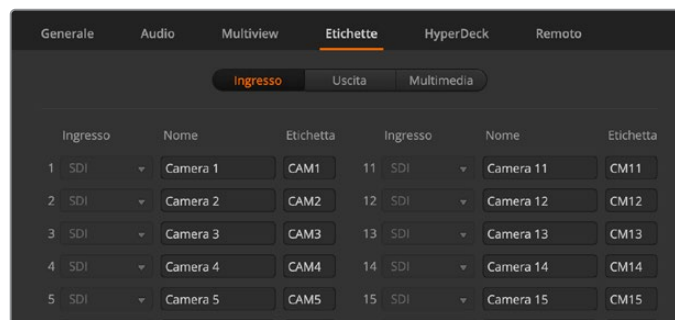 Generale Audio Multiview Etichette HyperDeck Remoto
Ingresso Uscita Multimedia
Ingresso Nome Etichetta Ingresso Nome Etichetta
1 SDI Camera 1 CAM1 11 SDI Camera 11 CM11
2 SDI Camera 2 CAM2 12 SDI Camera 12 CM12
3 SDI Camera 3 CAM3 13 SDI Camera 13 CM13
4 SDI Camera 4 CAM4 14 SDI Camera 14 CM14
5 SDI Camera 5 CAM5 15 SDI Camera 15 CM15